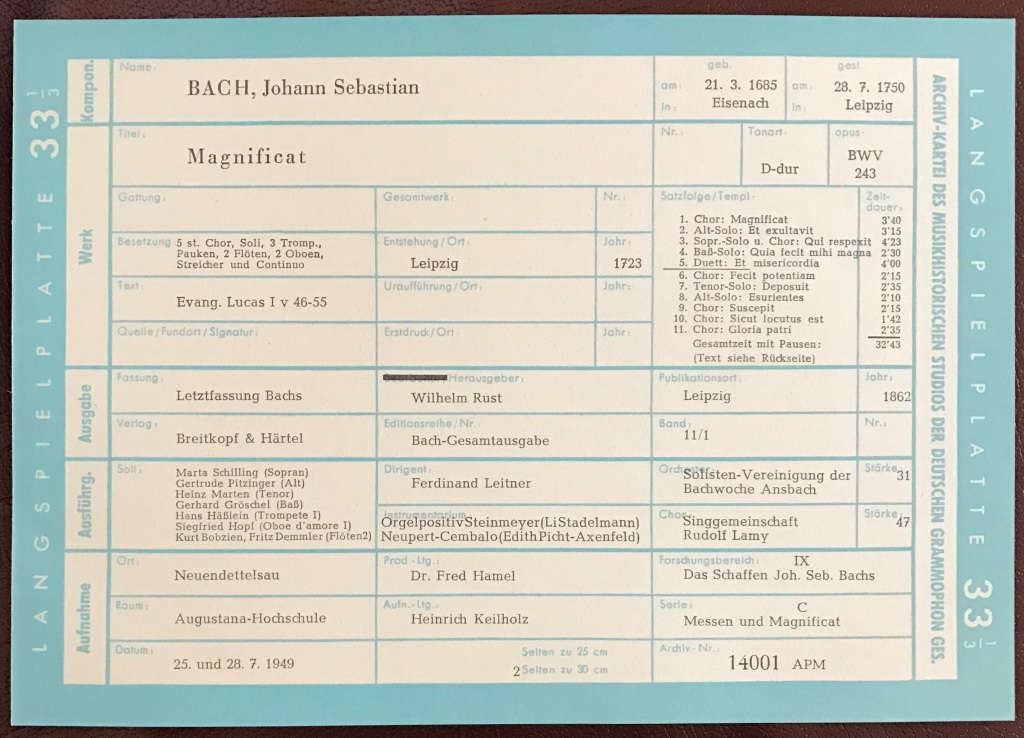 LANGSPIELPLATTE 33 1/3
Kompon.
Name:
BACH, Johann Sebastian
geb.
am: 21. 3. 1685
in: Eisenach
gest.
am: 28. 7. 1750
in: Leipzig
Werk
Titel:
Magnificat
Nr.:
Tonart:
D-dur
opus:
BWV
243
Gattung:
Gesamtwerk:
Nr.:
Besetzung: 5 st. Chor, Soli, 3 Tromp.,
Pauken, 2 Flöten, 2 Oboen,
Streicher und Continuo
Entstehung/Ort:
Leipzig
Jahr:
1723
Text:
Evang. Lucas I v 46-55
Uraufführung/Ort:
Jahr:
Quelle/Fundort/Signatur:
Erstdruck/Ort:
Jahr:
Satzfolge/Tempi:
Zeit-
dauer:
1. Chor: Magnificat 3'40
2. Alt-Solo: Et exultavit 3'15
3. Sopr.-Solo u. Chor: Qui respexit 4'23
4. Baß-Solo: Quia fecit mihi magna 2'30
5. Duett: Et misericordia 4'00
6. Chor: Fecit potentiam 2'15
7. Tenor-Solo: Deposuit 2'35
8. Alt-Solo: Esurientes 2'10
9. Chor: Suscepit 2'15
10. Chor: Sicut locutus est 1'42
11. Chor: Gloria patri 2'35
Gesamtzeit mit Pausen: 32'43
(Text siehe Rückseite)
Ausgabe
Fassung:
Letztfassung Bachs
Herausgeber:
Wilhelm Rust
Publikationsort:
Leipzig
Jahr:
1862
Verlag:
Breitkopf & Härtel
Editionsreihe/Nr.:
Bach-Gesamtausgabe
Band:
11/1
Nr.:
Ausführg.
Soli:
Marta Schilling (Sopran)
Gertrude Pitzinger (Alt)
Heinz Marten (Tenor)
Gerhard Gröschel (Baß)
Hans Häßlein (Trompete I)
Siegfried Hopf (Oboe d'amore I)
Kurt Bobzien, Fritz Demmler (Flöten2)
Dirigent:
Ferdinand Leitner
Instrumentarium:
Orgelpositiv Steinmeyer (Li Stadelmann)
Neupert-Cembalo (Edith Picht-Axenfeld)
Orchester:
Solisten-Vereinigung der
Bachwoche Ansbach
Stärke:
31
Chor:
Singgemeinschaft
Rudolf Lamy
Stärke:
47
Aufnahme
Ort:
Neuendettelsau
Prod.-Ltg.:
Dr. Fred Hamel
Forschungsbereich: IX
Das Schaffen Joh. Seb. Bachs
Raum:
Augustana-Hochschule
Aufn.-Ltg.:
Heinrich Keilholz
Serie: C
Messen und Magnificat
Datum:
25. und 28. 7. 1949
Seiten zu 25 cm
2 Seiten zu 30 cm
Archiv-Nr.:
14001 APM
ARCHIV-KARTEI DES MUSIKHISTORISCHEN STUDIOS DER DEUTSCHEN GRAMMOPHON GES.
LANGSPIELPLATTE 33 1/3